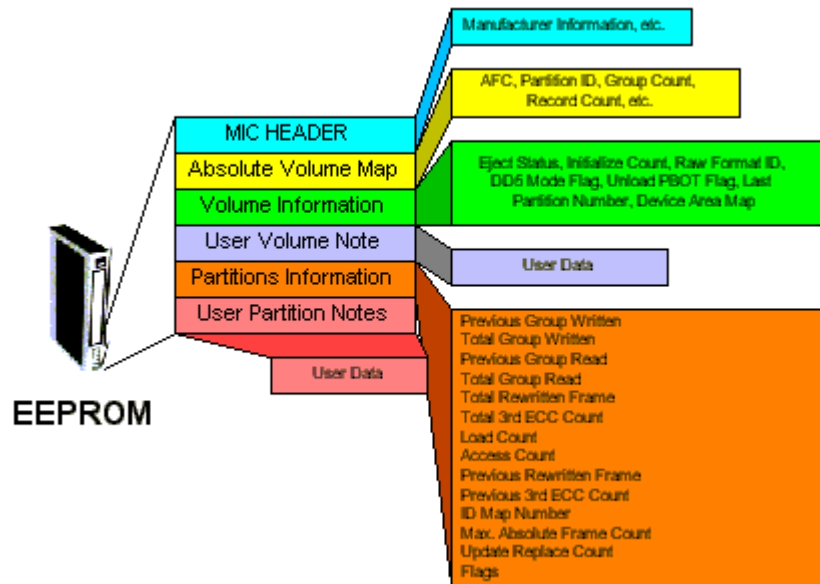 Manufacturer Information, etc.
AFC, Partition ID, Group Count,
Record Count, etc.
MIC HEADER
Absolute Volume Map
Volume Information
User Volume Note
Partitions Information
User Partition Notes
Eject Status, Initialize Count, Raw Format ID,
DDS Mode Flag, Unload PBOT Flag, Last
Partition Number, Device Area Map
User Data
User Data
EEPROM
Previous Group Written
Total Group Written
Previous Group Read
Total Group Read
Total Rewritten Frame
Total 3rd ECC Count
Load Count
Access Count
Previous Rewritten Frame
Previous 3rd ECC Count
ID Map Number
Max. Absolute Frame Count
Update Replace Count
Flags